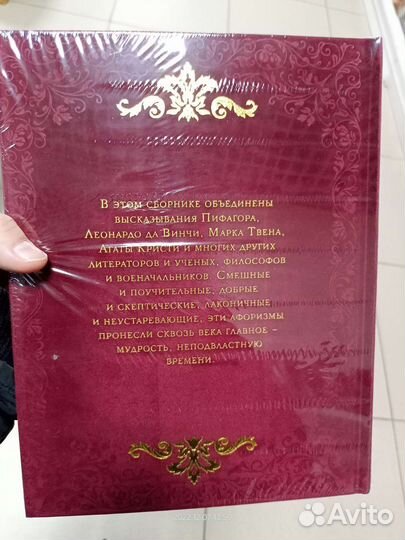 В этом сборнике объединены
высказывания Пифагора,
Леонардо да Винчи, Марка Твена,
Агаты Кристи и многих других
литераторов и ученых, философов
и военачальников. Смешные
и поучительные, добрые
и скептические, лаконичные
и неустаревающие, эти афоризмы
пронесли сквозь века главное –
мудрость, неподвластную
времени.
Avito